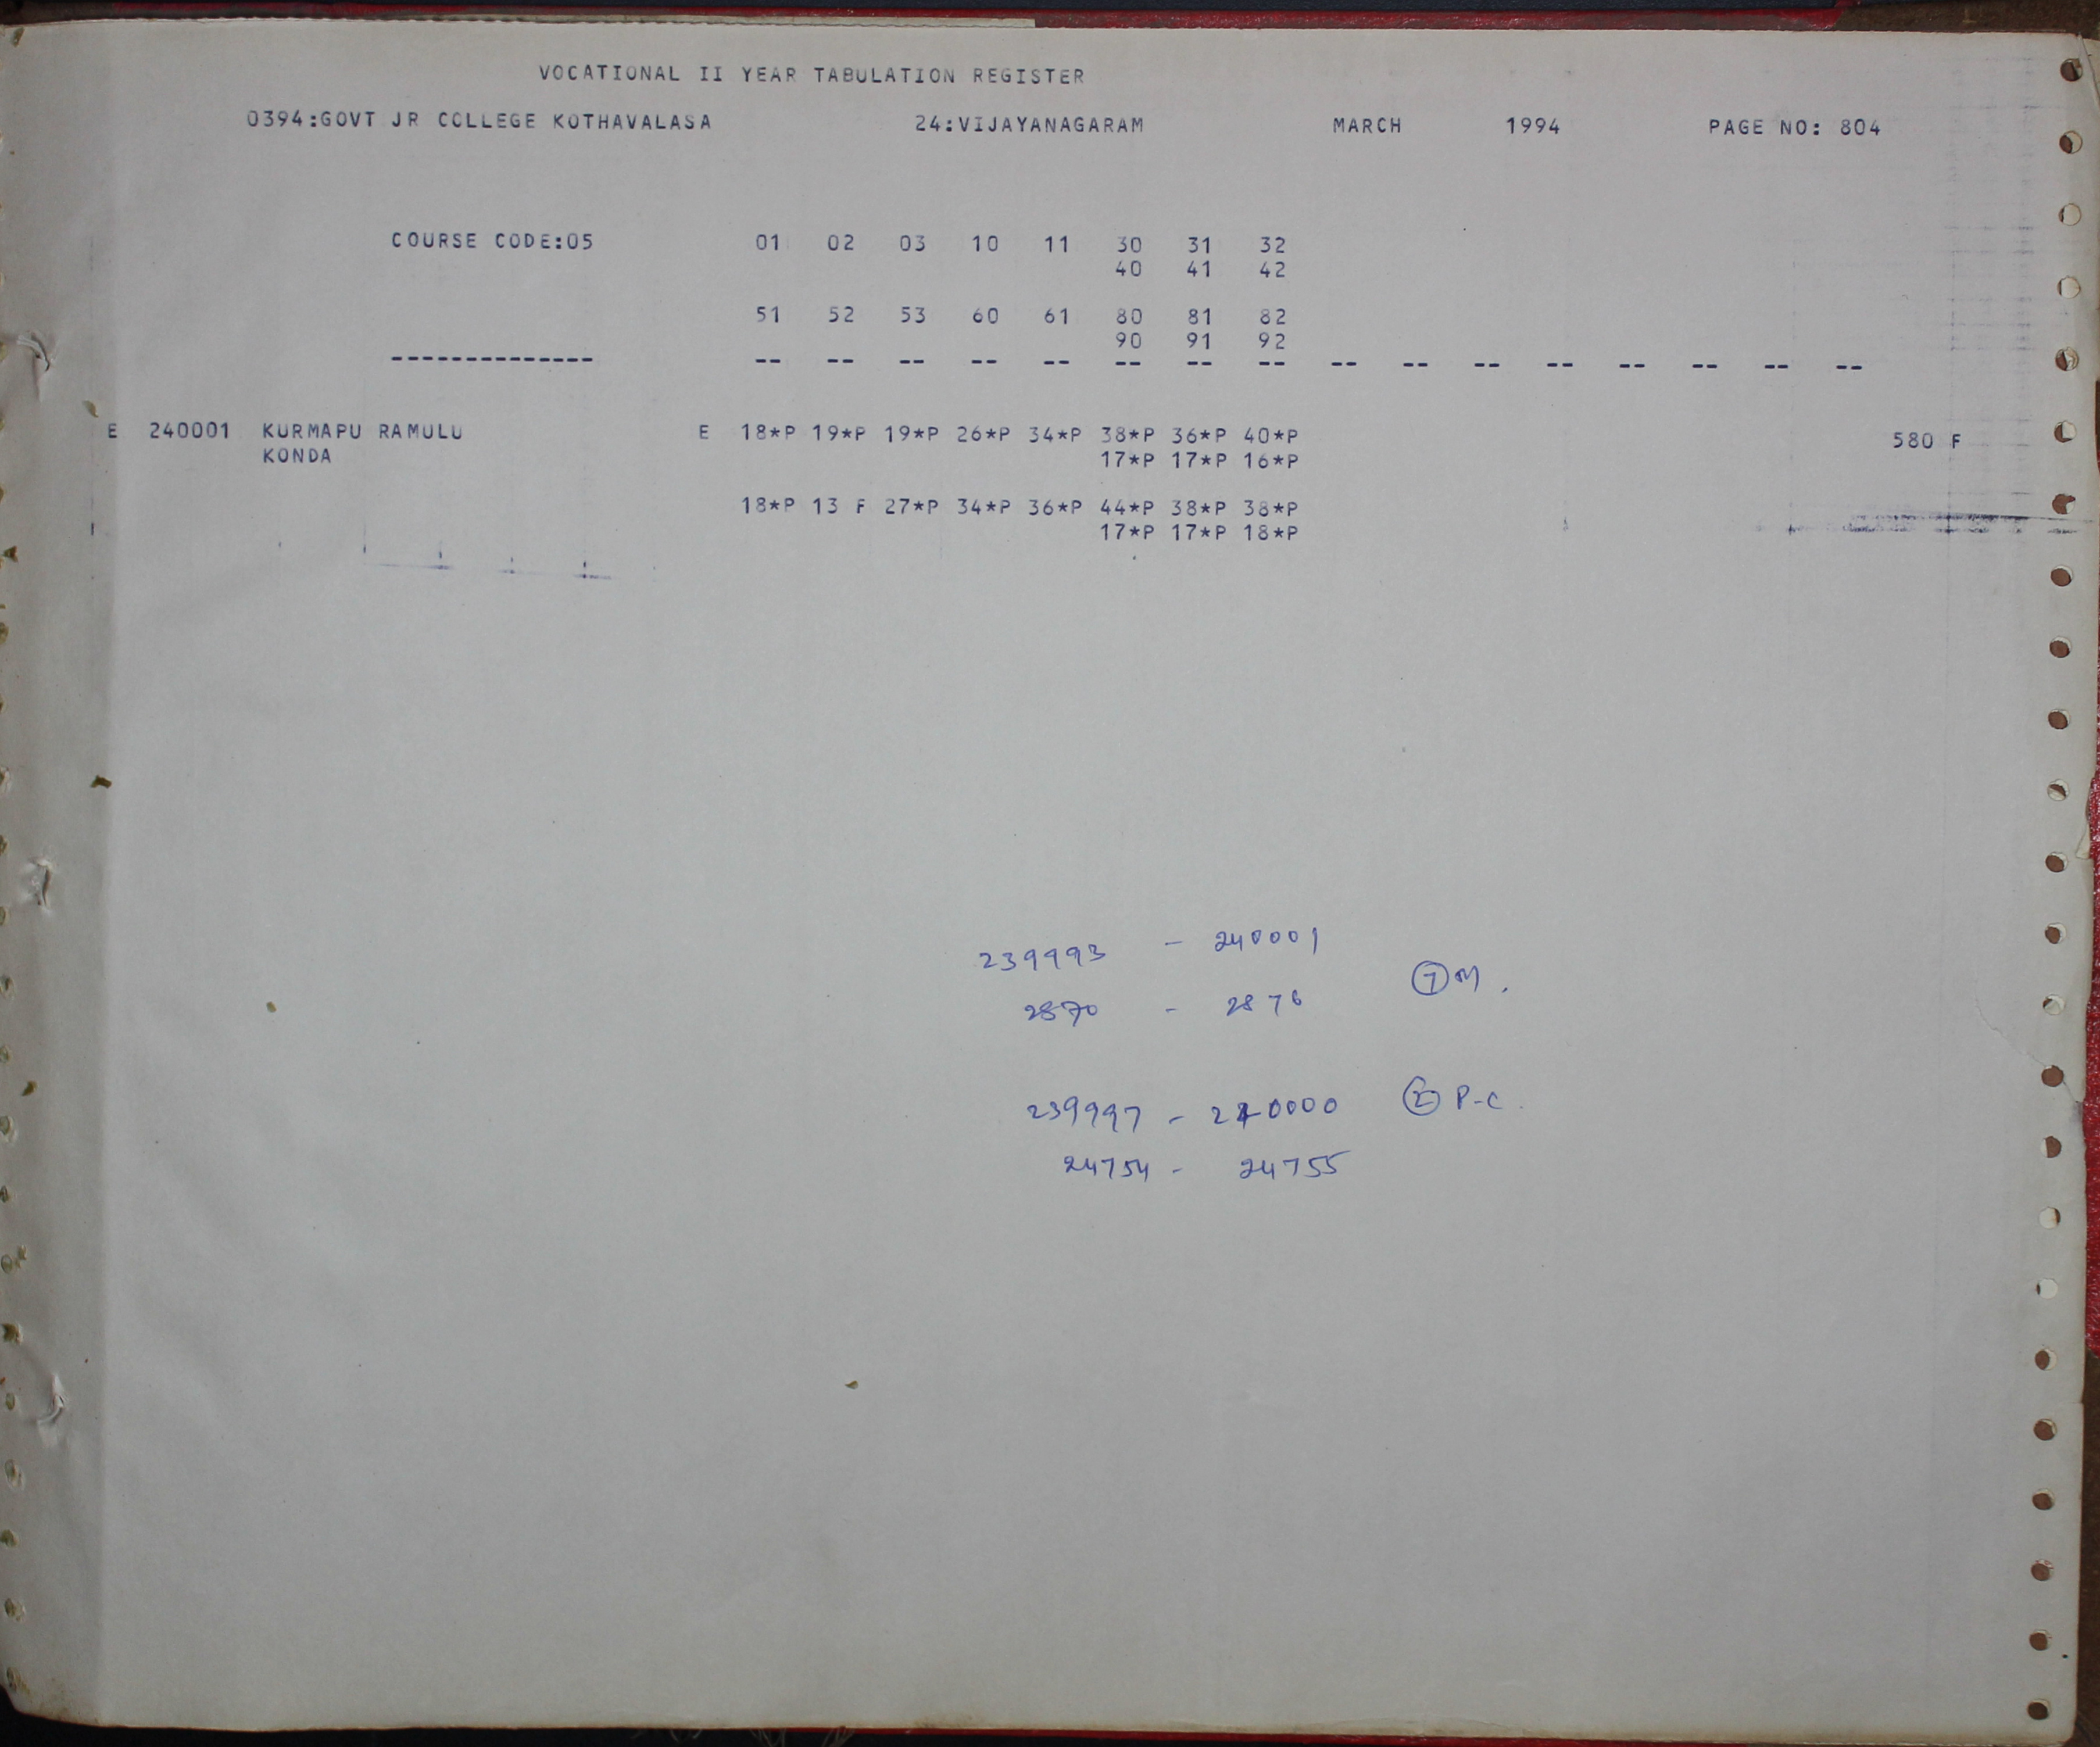 VOCATIONAL II YEAR TABULATION REGISTER
0394:GOVT JR COLLEGE KOTHAVALASA 24:VIJAYANAGARAM MARCH 1994 PAGE NO: 804
COURSE CODE:05 01 02 03 10 11 30 31 32
40 41 42
51 52 53 60 61 80 81 82
90 91 92
-------------- -- -- -- -- -- -- -- -- -- -- -- -- -- -- -- --
E 240001 KURMAPU RAMULU E 18*P 19*P 19*P 26*P 34*P 38*P 36*P 40*P 580 F
KONDA 17*P 17*P 16*P
18*P 13 F 27*P 34*P 36*P 44*P 38*P 38*P
17*P 17*P 18*P
239993 - 240001
7 M.
2870 - 2876
239997 - 240000 2 P-C.
24754 - 24755